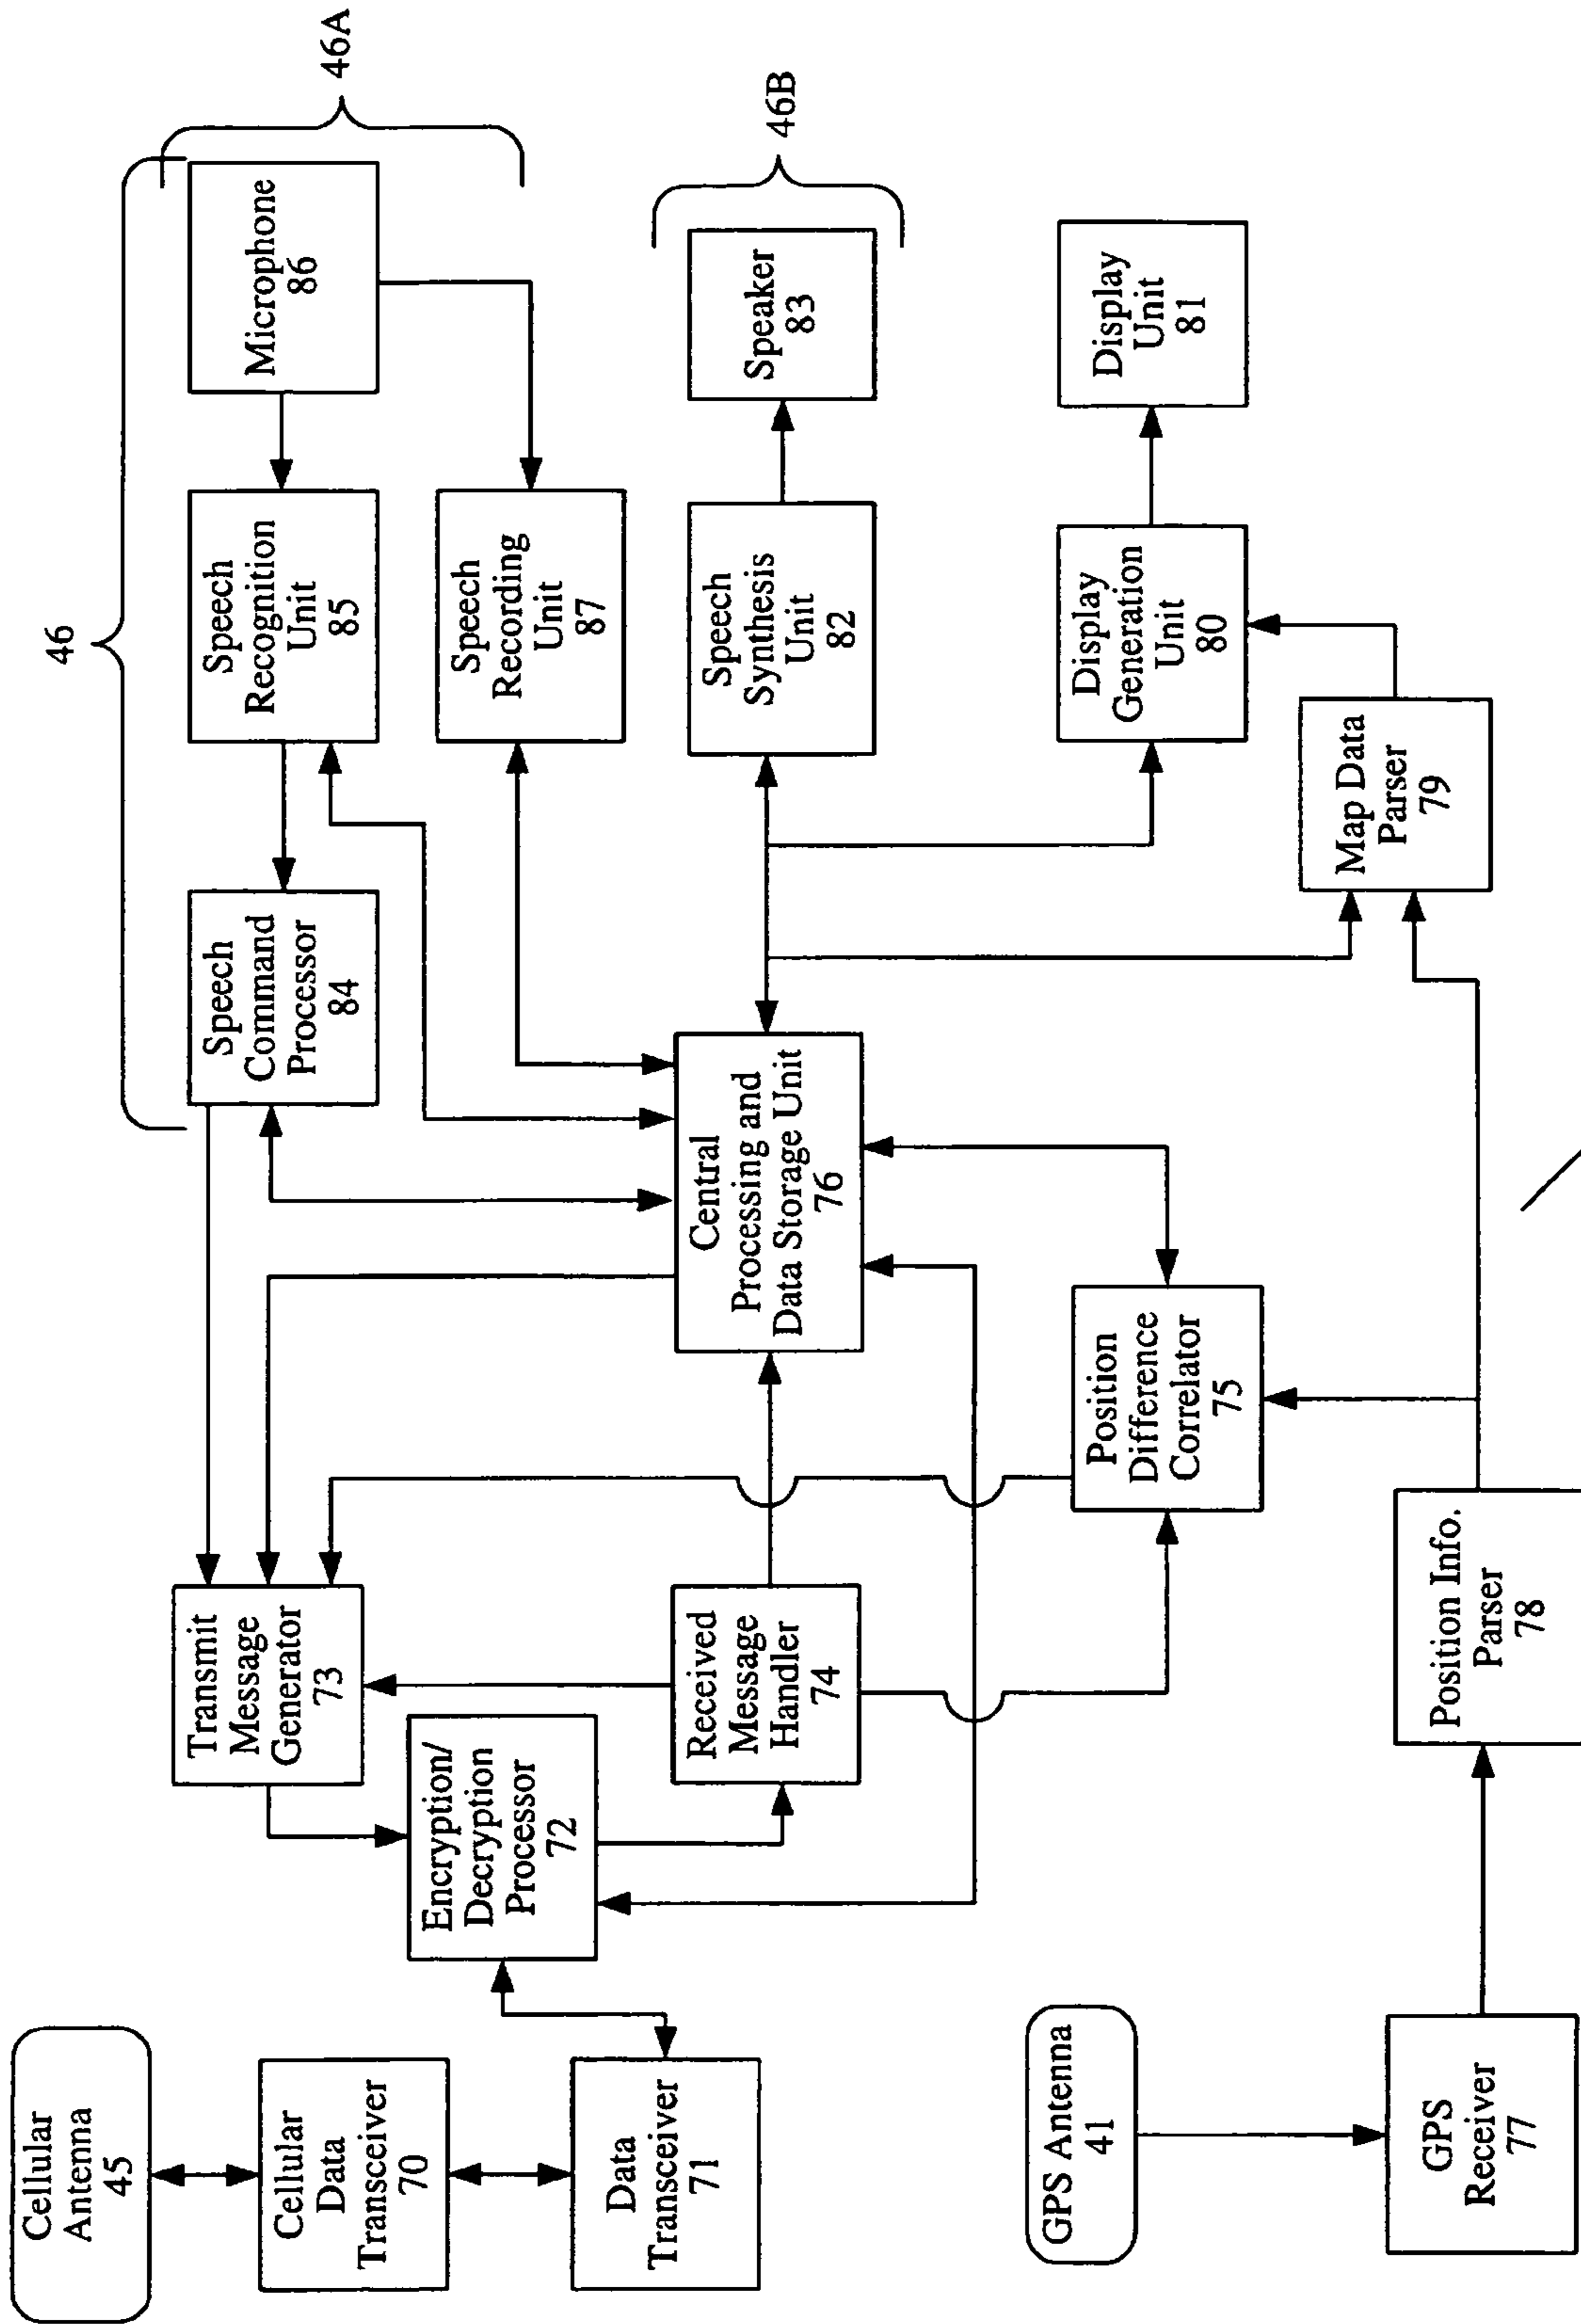 46
46A
Microphone
86
Speech
Recognition
Unit
85
Speech
Command
Processor
84
Speech
Recording
Unit
87
46B
Speaker
83
Speech
Synthesis
Unit
82
Display
Unit
81
Display
Generation
Unit
80
Map Data
Parser
79
Central
Processing and
Data Storage Unit
76
Transmit
Message
Generator
73
Encryption/
Decryption
Processor
72
Received
Message
Handler
74
Position
Difference
Correlator
75
Position Info.
Parser
78
Cellular
Antenna
45
Cellular
Data
Transceiver
70
Data
Transceiver
71
GPS Antenna
41
GPS
Receiver
77